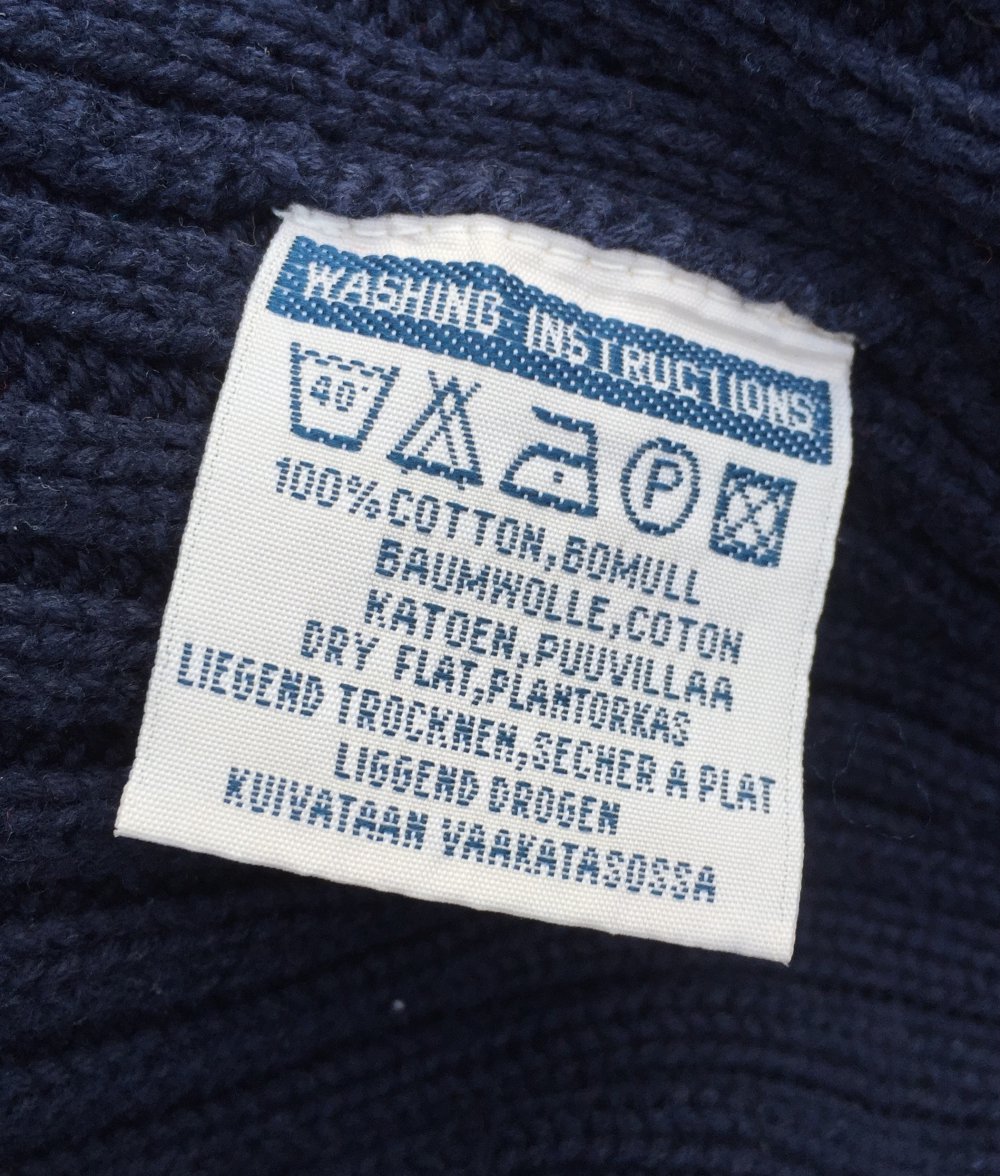 WASHING INSTRUCTIONS
40°
P
100% COTTON, BOMULL
BAUMWOLLE, COTON
KATOEN, PUUVILLAA
DRY FLAT, PLANTORKAS
LIEGEND TROCKNEN, SECHER A PLAT
LIGGEND DROGEN
KUIVATAAN VAAKATASOSSA